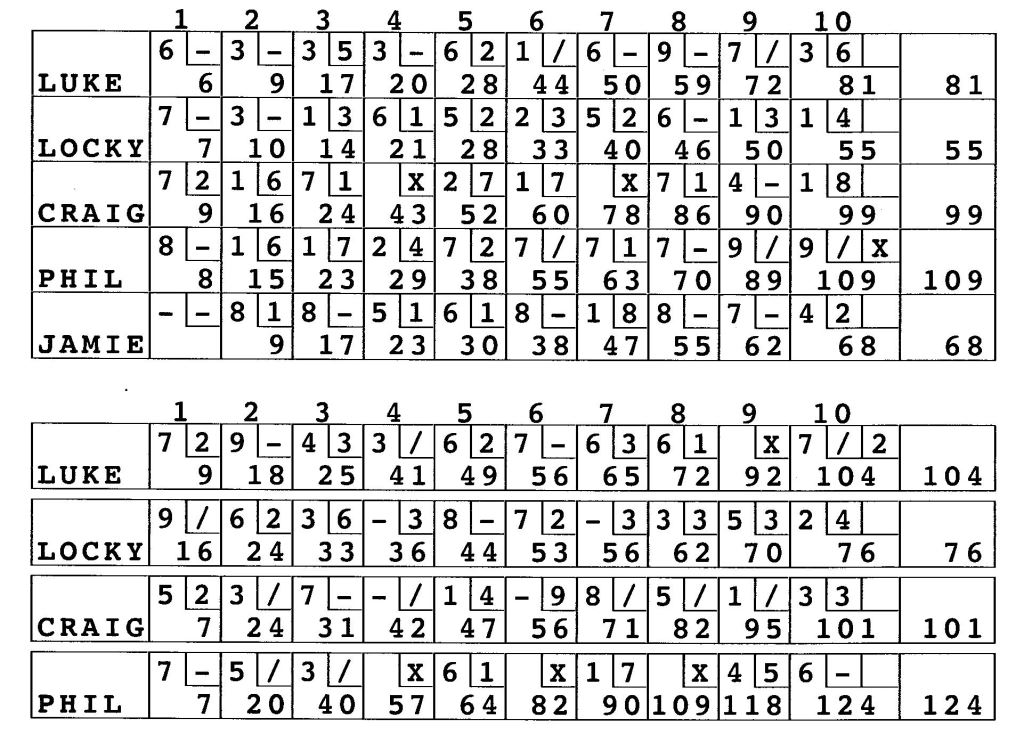 1 2 3 4 5 6 7 8 9 10
6 - 3 - 3 5 3 - 6 2 1 / 6 - 9 - 7 / 3 6
LUKE 6 9 17 20 28 44 50 59 72 81 81
7 - 3 - 1 3 6 1 5 2 2 3 5 2 6 - 1 3 1 4
LOCKY 7 10 14 21 28 33 40 46 50 55 55
7 2 1 6 7 1 X 2 7 1 7 X 7 1 4 - 1 8
CRAIG 9 16 24 43 52 60 78 86 90 99 99
8 - 1 6 1 7 2 4 7 2 7 / 7 1 7 - 9 / 9 / X
PHIL 8 15 23 29 38 55 63 70 89 109 109
- - 8 1 8 - 5 1 6 1 8 - 1 8 8 - 7 - 4 2
JAMIE 9 17 23 30 38 47 55 62 68 68
1 2 3 4 5 6 7 8 9 10
7 2 9 - 4 3 3 / 6 2 7 - 6 3 6 1 X 7 / 2
LUKE 9 18 25 41 49 56 65 72 92 104 104
9 / 6 2 3 6 - 3 8 - 7 2 - 3 3 3 5 3 2 4
LOCKY 16 24 33 36 44 53 56 62 70 76 76
5 2 3 / 7 - - / 1 4 - 9 8 / 5 / 1 / 3 3
CRAIG 7 24 31 42 47 56 71 82 95 101 101
7 - 5 / 3 / X 6 1 X 1 7 X 4 5 6 -
PHIL 7 20 40 57 64 82 90 109 118 124 124